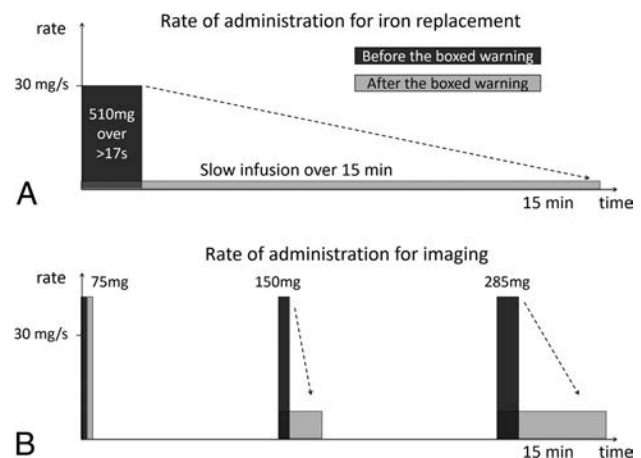 Rate of administration for iron replacement
rate
Before the boxed warning
After the boxed warning
30 mg/s
510mg
over
>17s
Slow infusion over 15 min
A
15 min time
Rate of administration for imaging
rate
75mg
150mg
285mg
30 mg/s
B
15 min time